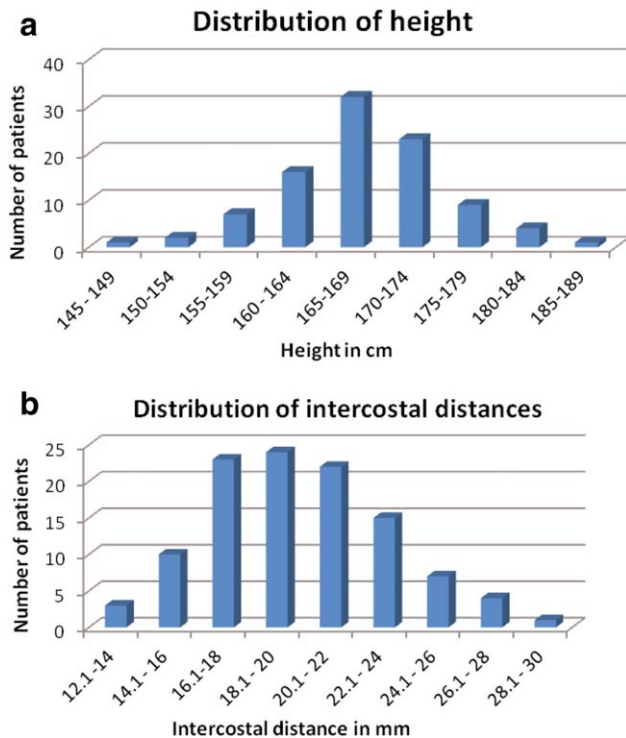 a
Distribution of height
Number of patients
40
30
20
10
0
145 - 149
150-154
155-159
160 - 164
165-169
170-174
175-179
180-184
185-189
Height in cm
b
Distribution of intercostal distances
Number of patients
25
20
15
10
5
0
12.1 -14
14.1 - 16
16.1-18
18.1 - 20
20.1 - 22
22.1 - 24
24.1 - 26
26.1 - 28
28.1 - 30
Intercostal distance in mm